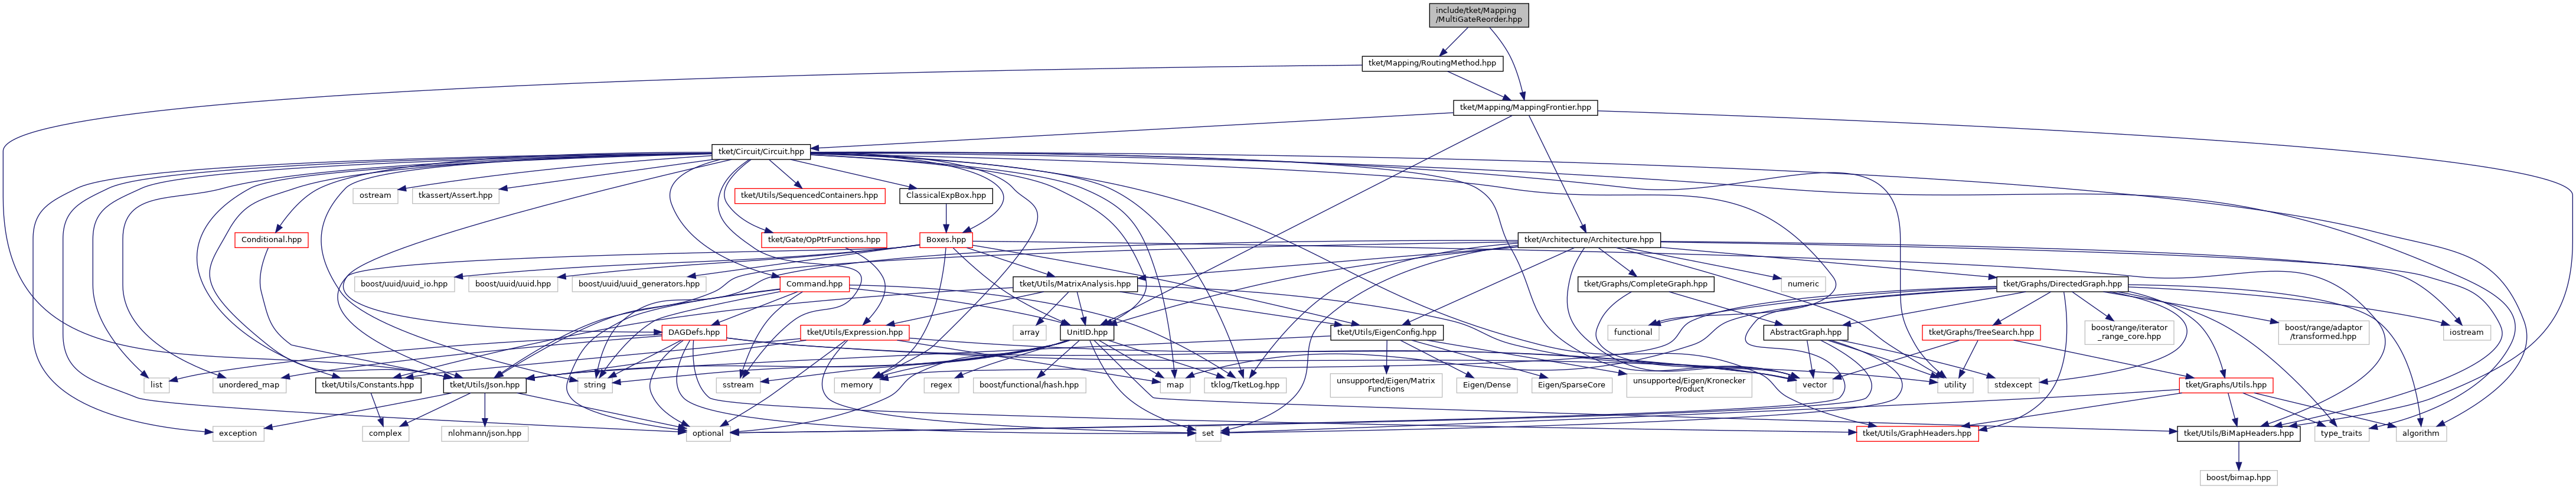 include/tket/Mapping
/MultiGateReorder.hpp
tket/Mapping/RoutingMethod.hpp
tket/Mapping/MappingFrontier.hpp
tket/Circuit/Circuit.hpp
ostream
tkassert/Assert.hpp
tket/Utils/SequencedContainers.hpp
ClassicalExpBox.hpp
Conditional.hpp
tket/Gate/OpPtrFunctions.hpp
Boxes.hpp
tket/Architecture/Architecture.hpp
boost/uuid/uuid_io.hpp
boost/uuid/uuid.hpp
boost/uuid/uuid_generators.hpp
Command.hpp
tket/Utils/MatrixAnalysis.hpp
tket/Graphs/CompleteGraph.hpp
numeric
tket/Graphs/DirectedGraph.hpp
DAGDefs.hpp
tket/Utils/Expression.hpp
array
UnitID.hpp
tket/Utils/EigenConfig.hpp
functional
AbstractGraph.hpp
tket/Graphs/TreeSearch.hpp
boost/range/iterator
_range_core.hpp
boost/range/adaptor
/transformed.hpp
iostream
list
unordered_map
tket/Utils/Constants.hpp
tket/Utils/Json.hpp
string
sstream
memory
regex
boost/functional/hash.hpp
map
tklog/TketLog.hpp
unsupported/Eigen/Matrix
Functions
Eigen/Dense
Eigen/SparseCore
unsupported/Eigen/Kronecker
Product
vector
utility
stdexcept
tket/Graphs/Utils.hpp
exception
complex
nlohmann/json.hpp
optional
set
tket/Utils/GraphHeaders.hpp
tket/Utils/BiMapHeaders.hpp
type_traits
algorithm
boost/bimap.hpp